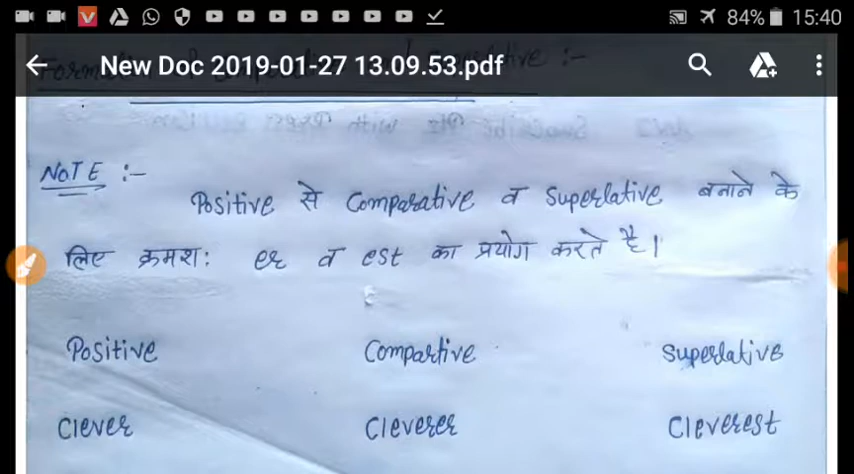 84% 15:40
New Doc 2019-01-27 13.09.53.pdf
NOTE :-
Positive से Comparative व Superlative बनाने के
लिए क्रमश: er व est का प्रयोग करते है।
Positive Compartive Superlative
Clever Cleverer Cleverest